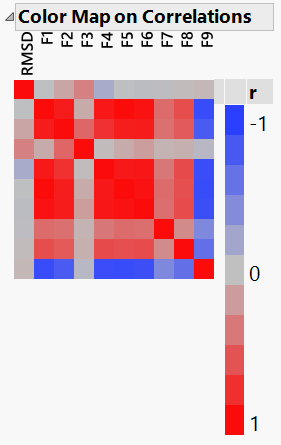 Color Map on Correlations
RMSD F1 F2 F3 F4 F5 F6 F7 F8 F9
r
-1
0
1